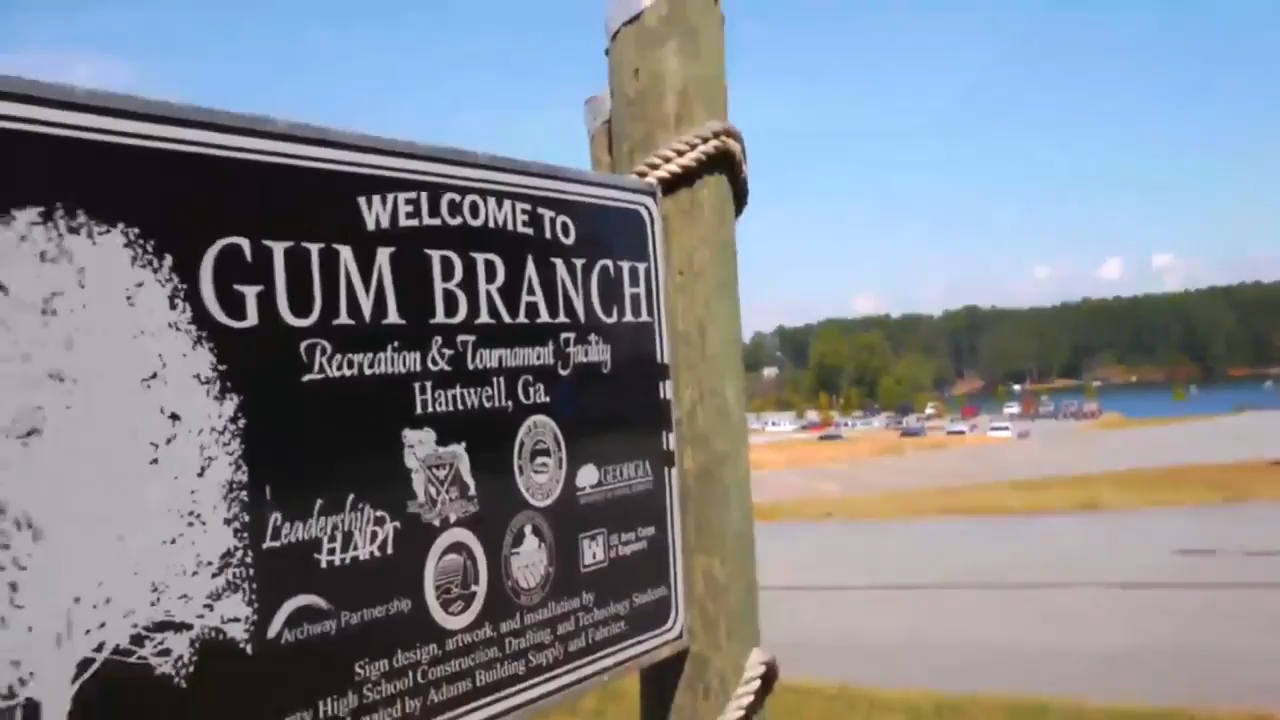 WELCOME TO
GUM BRANCH
Recreation & Tournament Facility
Hartwell, Ga.
GEORGIA
Leadership
HART
US Army Corps
of Engineers
Archway Partnership
Sign design, artwork, and installation by
High School Construction, Drafting, and Technology Students
by Adams Building Supply and Fabritex.